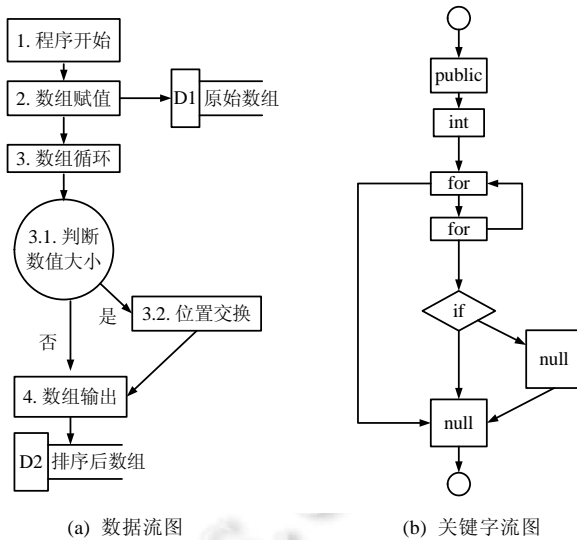 1. 程序开始
2. 数组赋值
D1 原始数组
3. 数组循环
3.1. 判断
数值大小
是
3.2. 位置交换
否
4. 数组输出
D2 排序后数组
(a) 数据流图
public
int
for
for
if
null
null
(b) 关键字流图